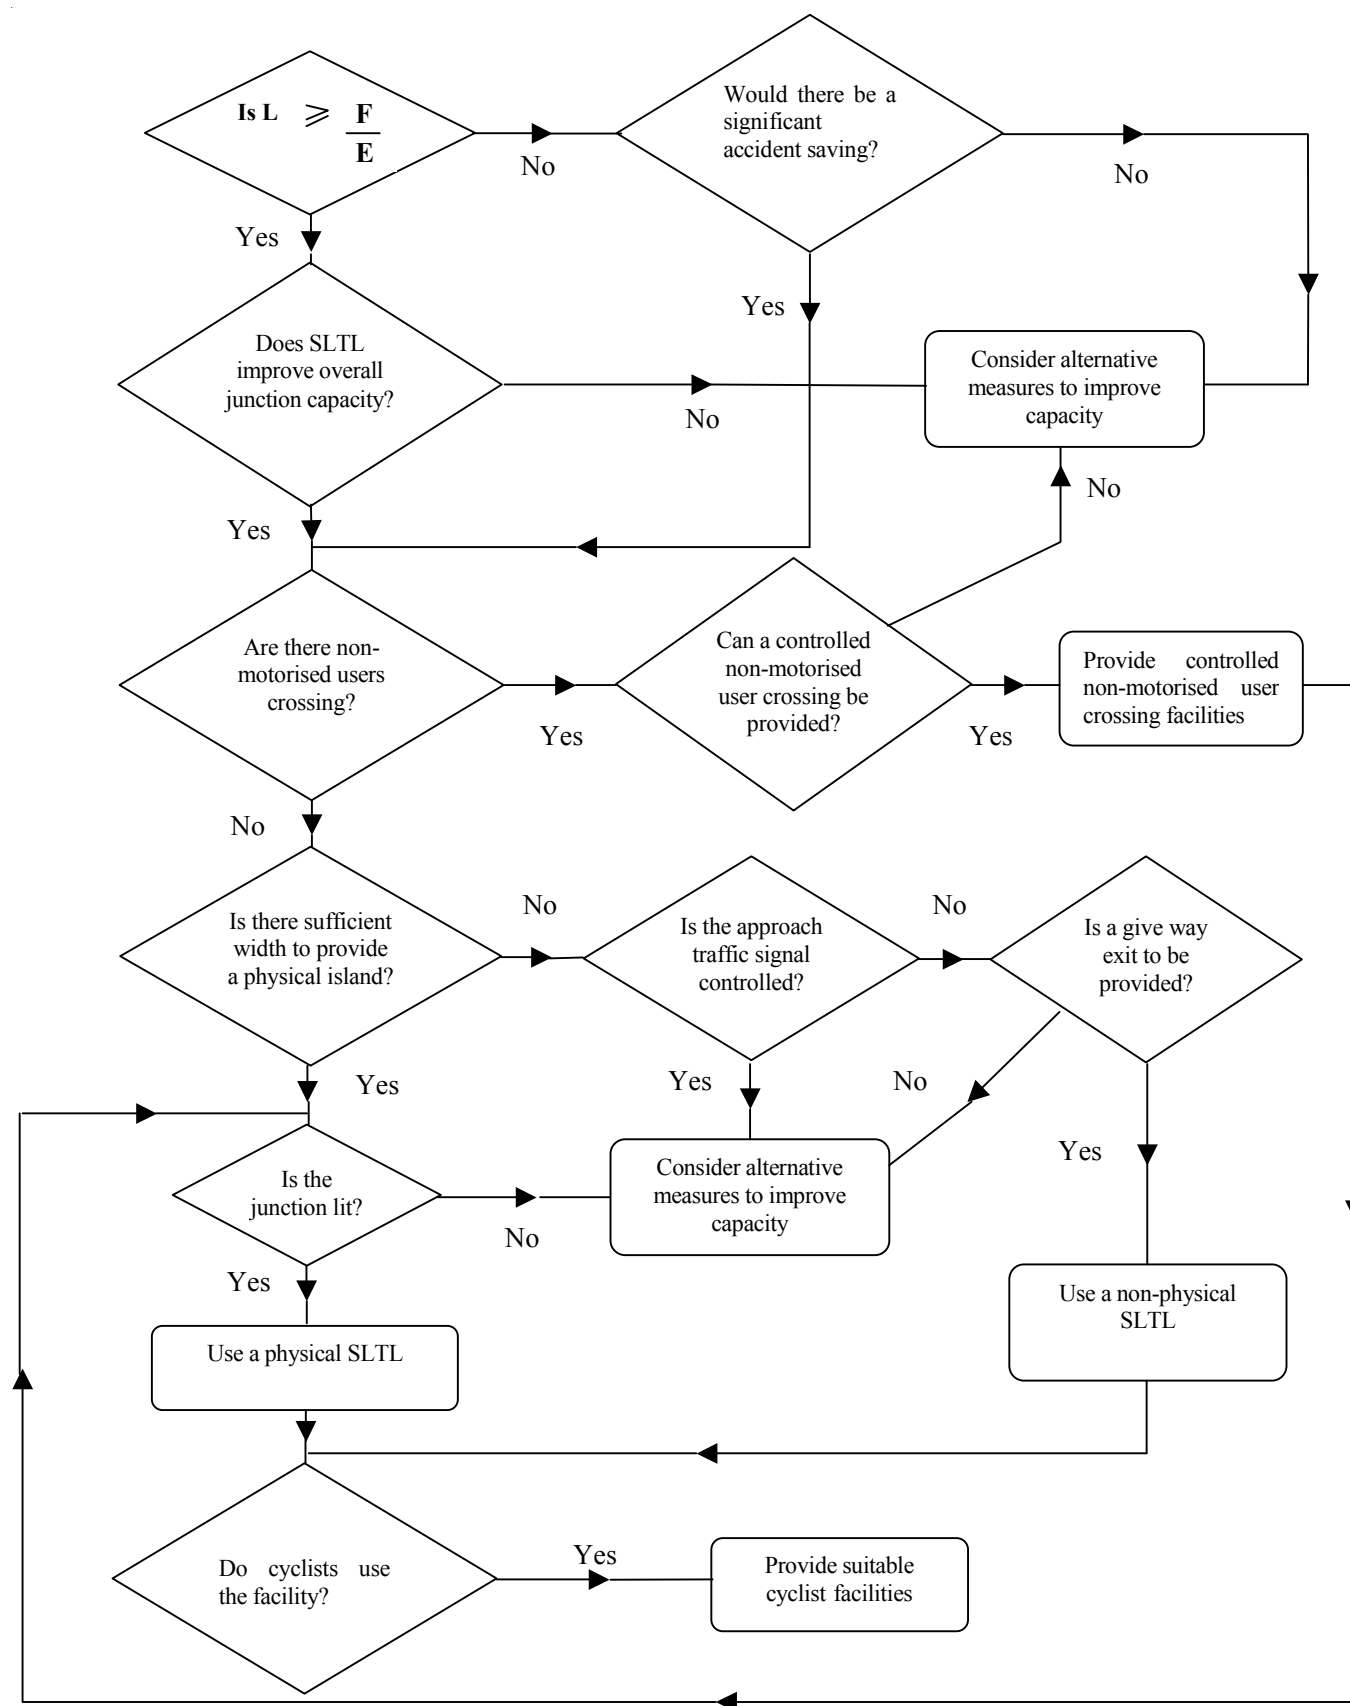 Is L ⩾ F
E
No
Would there be a
significant
accident saving?
No
Yes
Yes
Does SLTL
improve overall
junction capacity?
No
Consider alternative
measures to improve
capacity
No
Yes
Are there non-
motorised users
crossing?
Yes
Can a controlled
non-motorised
user crossing be
provided?
Yes
Provide controlled
non-motorised user
crossing facilities
No
Is there sufficient
width to provide
a physical island?
No
Is the approach
traffic signal
controlled?
No
Is a give way
exit to be
provided?
Yes
Yes
No
Yes
Is the
junction lit?
No
Consider alternative
measures to improve
capacity
Yes
Use a physical SLTL
Use a non-physical
SLTL
Do cyclists use
the facility?
Yes
Provide suitable
cyclist facilities